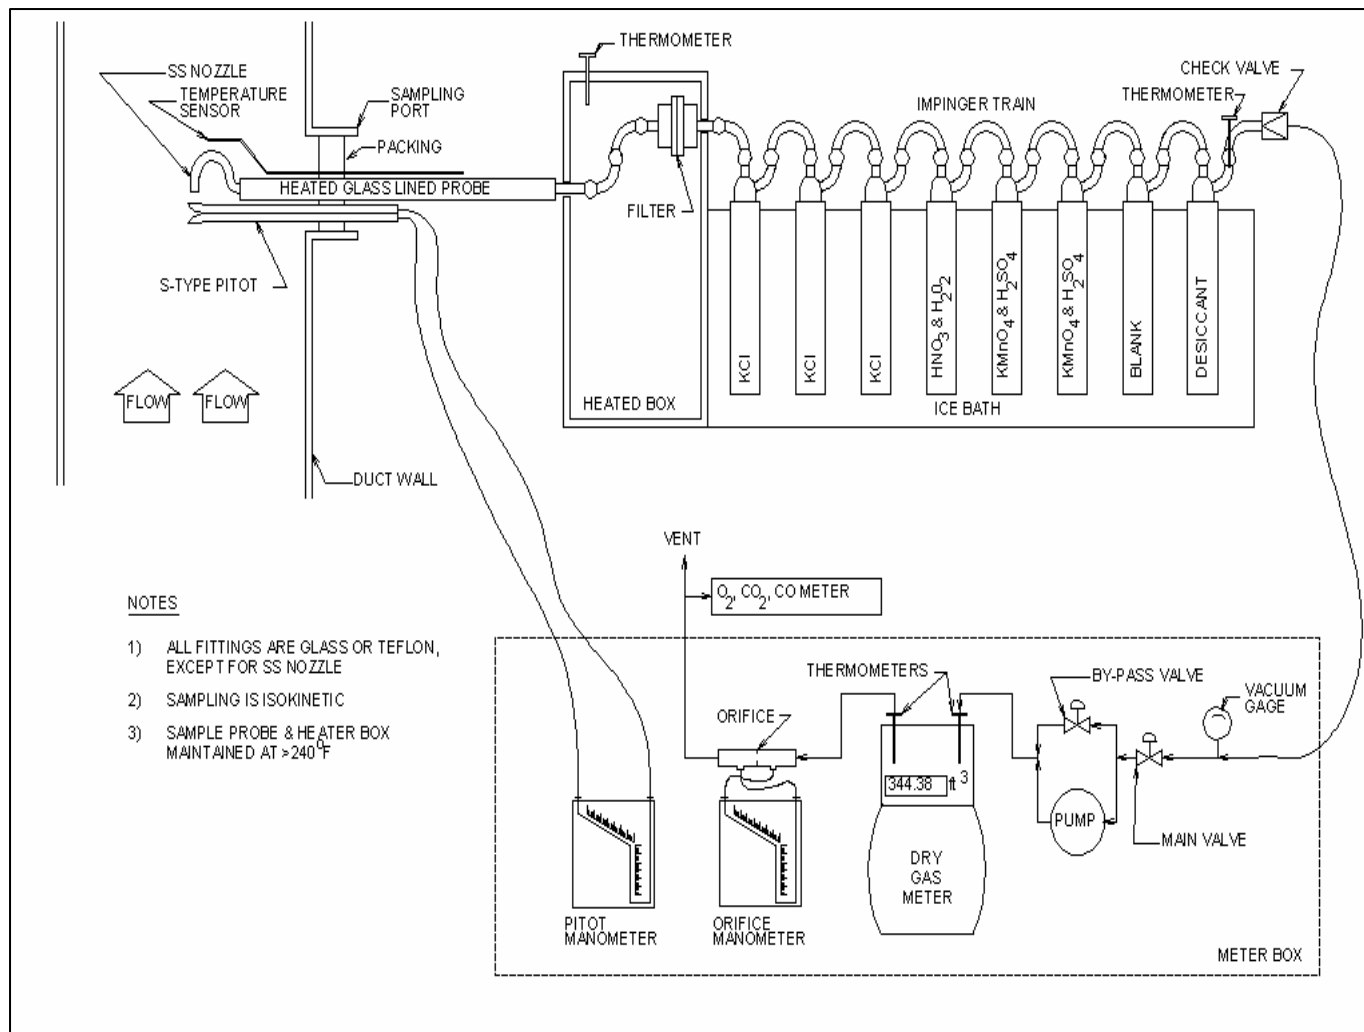 THERMOMETER
SS NOZZLE
TEMPERATURE
SENSOR
SAMPLING
PORT
PACKING
HEATED GLASS LINED PROBE
S-TYPE PITOT
FLOW
FLOW
DUCT WALL
FILTER
HEATED BOX
IMPINGER TRAIN
CHECK VALVE
THERMOMETER
KCl
KCl
KCl
HNO3 & H2O2
KMnO4 & H2SO4
KMnO4 & H2SO4
BLANK
DESICCANT
ICE BATH
NOTES
1) ALL FITTINGS ARE GLASS OR TEFLON,
EXCEPT FOR SS NOZZLE
2) SAMPLING IS ISOKINETIC
3) SAMPLE PROBE & HEATER BOX
MAINTAINED AT >240°F
VENT
O2, CO2, CO METER
THERMOMETERS
BY-PASS VALVE
VACUUM
GAGE
ORIFICE
344.38 ft3
PUMP
MAIN VALVE
DRY
GAS
METER
PITOT
MANOMETER
ORIFICE
MANOMETER
METER BOX